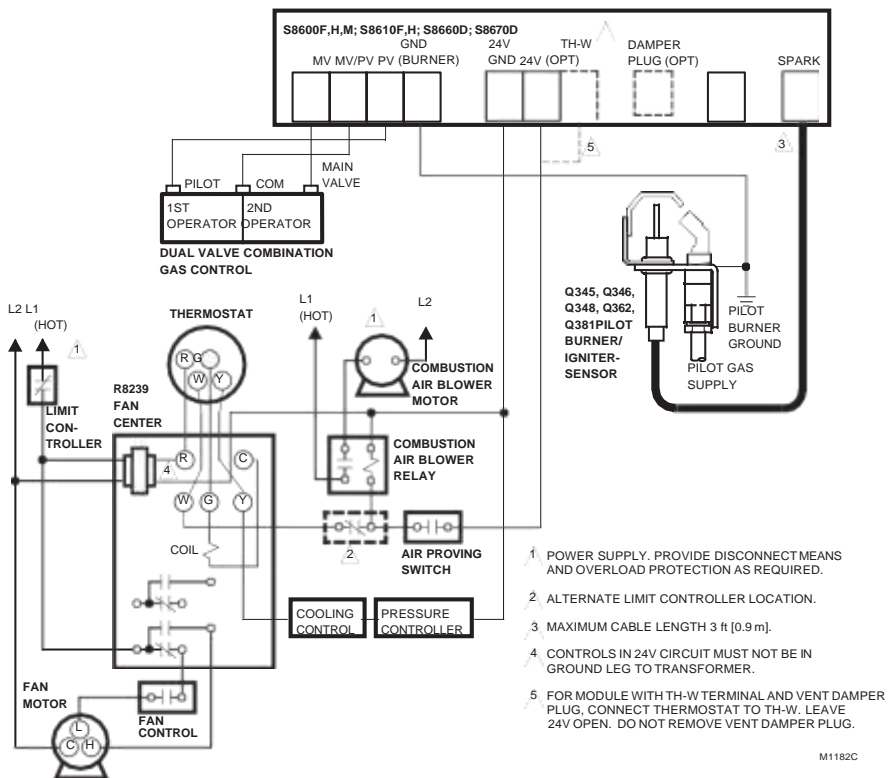 S8600F,H,M; S8610F,H; S8660D; S8670D
GND
24V
TH-W
DAMPER
MV MV/PV PV (BURNER)
GND 24V (OPT)
PLUG (OPT)
SPARK
5
3
MAIN
VALVE
PILOT
COM
1ST
OPERATOR
2ND
OPERATOR
DUAL VALVE COMBINATION
GAS CONTROL
Q345, Q346,
Q348, Q362,
Q381PILOT
BURNER/
IGNITER-
SENSOR
PILOT
BURNER
GROUND
PILOT GAS
SUPPLY
L2 L1
(HOT)
1
THERMOSTAT
R G
W Y
L1
(HOT)
1
L2
COMBUSTION
AIR BLOWER
MOTOR
LIMIT
CON-
TROLLER
R8239
FAN
CENTER
COMBUSTION
AIR BLOWER
RELAY
4
R
C
W
G
Y
COIL
2
AIR PROVING
SWITCH
COOLING
CONTROL
PRESSURE
CONTROLLER
FAN
MOTOR
FAN
CONTROL
L
C
H
1 POWER SUPPLY. PROVIDE DISCONNECT MEANS
AND OVERLOAD PROTECTION AS REQUIRED.
2 ALTERNATE LIMIT CONTROLLER LOCATION.
3 MAXIMUM CABLE LENGTH 3 ft [0.9 m].
4 CONTROLS IN 24V CIRCUIT MUST NOT BE IN
GROUND LEG TO TRANSFORMER.
5 FOR MODULE WITH TH-W TERMINAL AND VENT DAMPER
PLUG, CONNECT THERMOSTAT TO TH-W. LEAVE
24V OPEN. DO NOT REMOVE VENT DAMPER PLUG.
M1182C